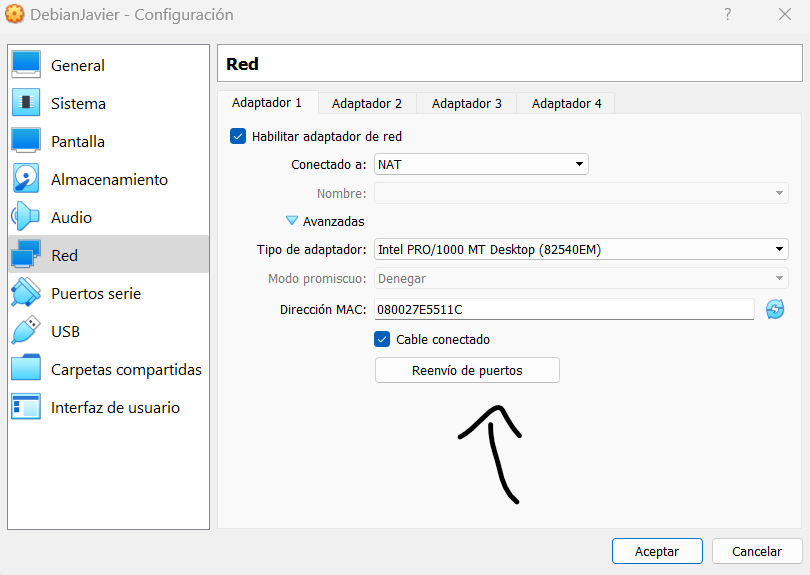 DebianJavier - Configuración
?
General
Sistema
Pantalla
Almacenamiento
Audio
Red
Puertos serie
USB
Carpetas compartidas
Interfaz de usuario
Red
Adaptador 1 Adaptador 2 Adaptador 3 Adaptador 4
Habilitar adaptador de red
Conectado a: NAT
Nombre:
Avanzadas
Tipo de adaptador: Intel PRO/1000 MT Desktop (82540EM)
Modo promiscuo: Denegar
Dirección MAC: 080027E5511C
Cable conectado
Reenvío de puertos
Aceptar Cancelar